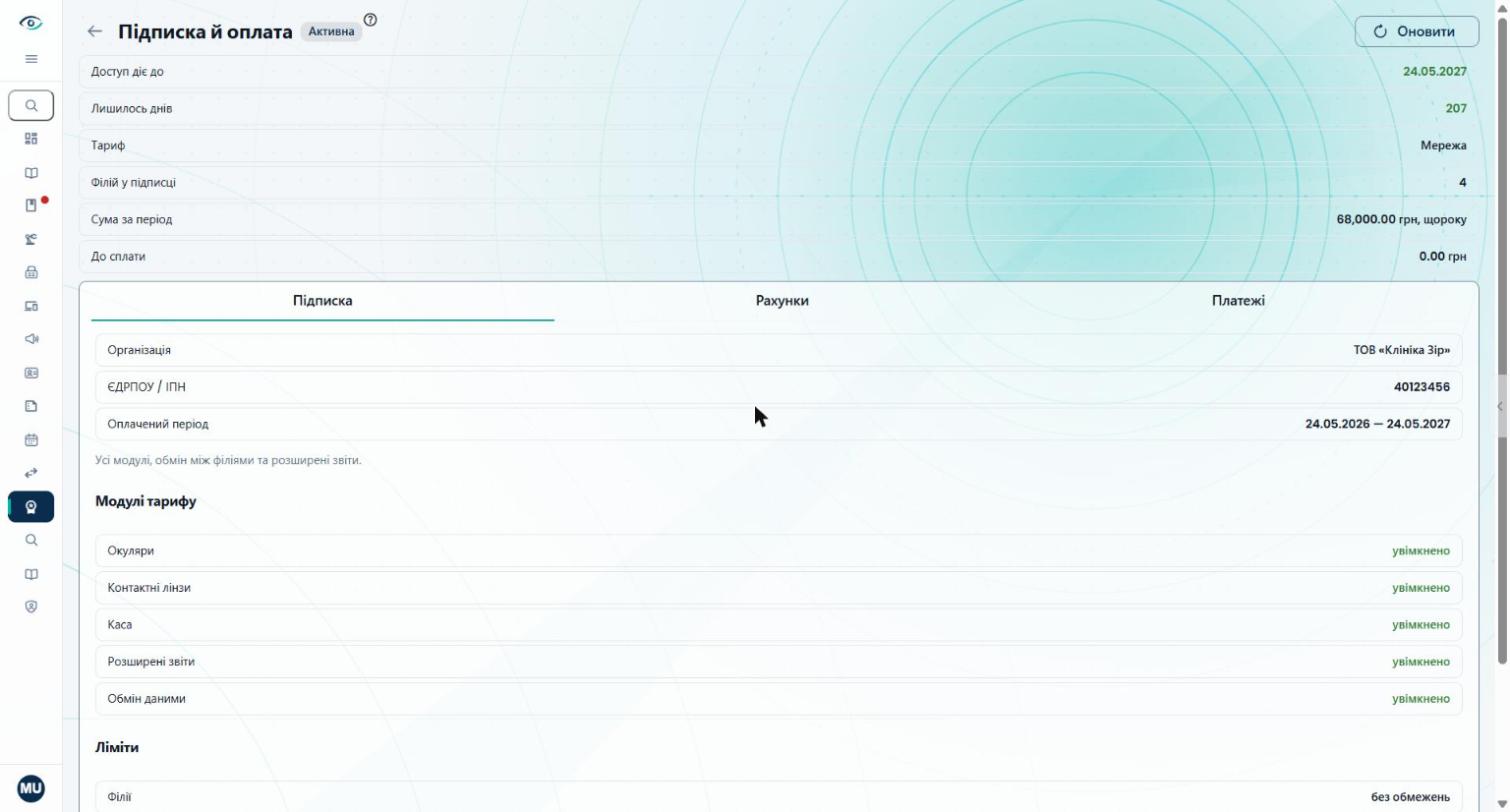 Підписка й оплата Активна ?
Оновити
Доступ діє до 24.05.2027
Лишилось днів 207
Тариф Мережа
Філій у підписці 4
Сума за період 68,000.00 грн, щороку
До сплати 0.00 грн
Підписка Рахунки Платежі
Організація ТОВ «Клініка Зір»
ЄДРПОУ / ІПН 40123456
Оплачений період 24.05.2026 — 24.05.2027
Усі модулі, обмін між філіями та розширені звіти.
Модулі тарифу
Окуляри увімкнено
Контактні лінзи увімкнено
Каса увімкнено
Розширені звіти увімкнено
Обмін даними увімкнено
Ліміти
Філії без обмежень
MU